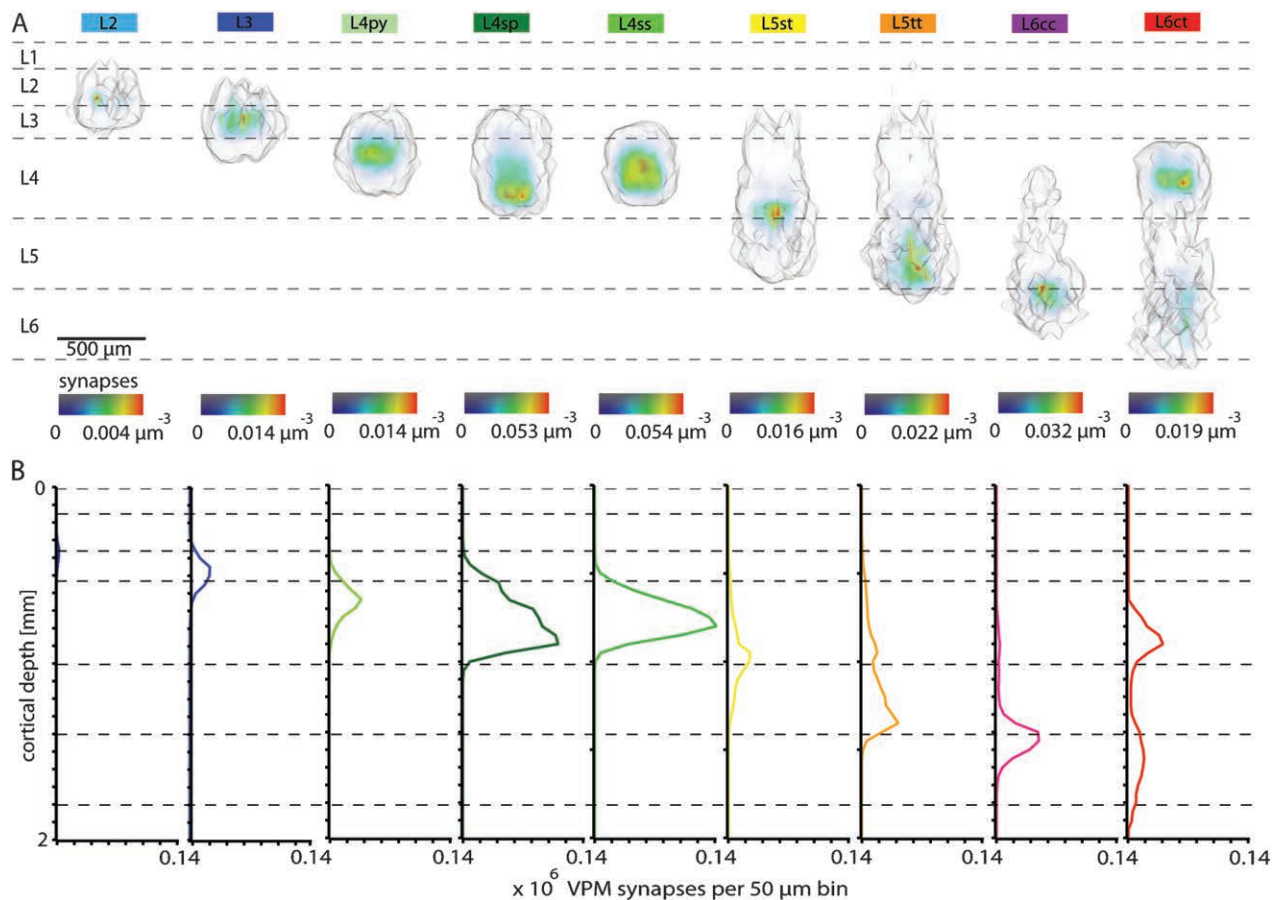 A L2 L3 L4py L4sp L4ss L5st L5tt L6cc L6ct
L1
L2
L3
L4
L5
L6
500 µm
synapses
-3 -3 -3 -3 -3 -3 -3 -3 -3
0 0.004 µm 0 0.014 µm 0 0.014 µm 0 0.053 µm 0 0.054 µm 0 0.016 µm 0 0.022 µm 0 0.032 µm 0 0.019 µm
B
0
cortical depth [mm]
2
0.14 0.14 0.14 0.14 0.14 0.14 0.14 0.14 0.14
x 10⁶ VPM synapses per 50 µm bin